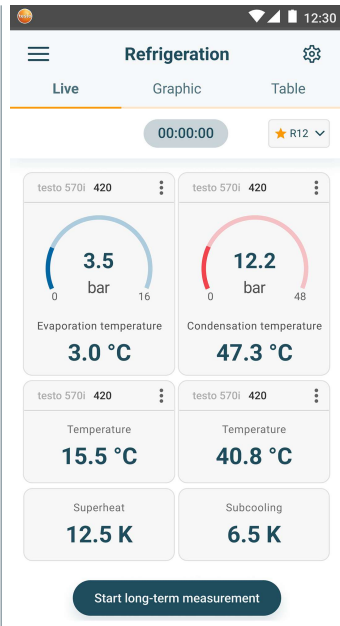 testo
12:30
Refrigeration
Live Graphic Table
00:00:00
R12
testo 570i 420
testo 570i 420
3.5
bar
0 16
12.2
bar
0 48
Evaporation temperature
3.0 °C
Condensation temperature
47.3 °C
testo 570i 420
testo 570i 420
Temperature
15.5 °C
Temperature
40.8 °C
Superheat
12.5 K
Subcooling
6.5 K
Start long-term measurement